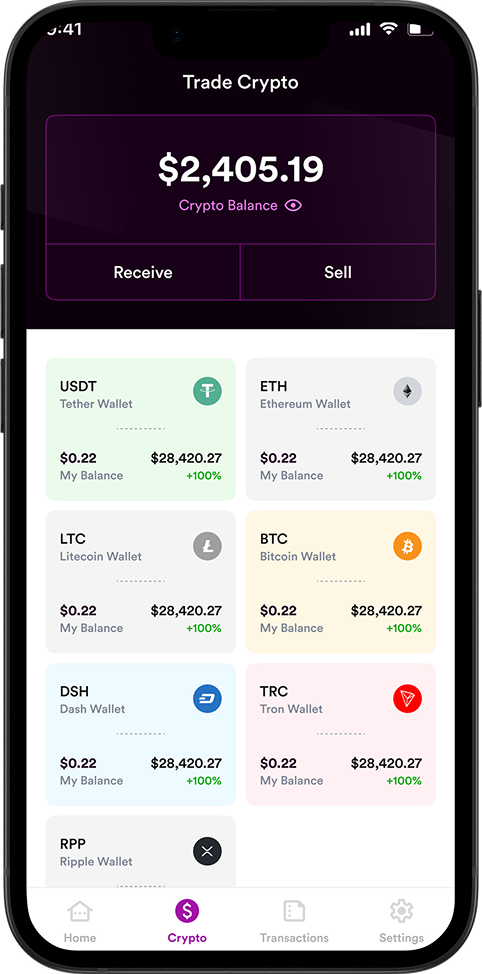 9:41
Trade Crypto
$2,405.19
Crypto Balance
Receive Sell
USDT
Tether Wallet
$0.22 $28,420.27
My Balance +100%
ETH
Ethereum Wallet
$0.22 $28,420.27
My Balance +100%
LTC
Litecoin Wallet
$0.22 $28,420.27
My Balance +100%
BTC
Bitcoin Wallet
$0.22 $28,420.27
My Balance +100%
DSH
Dash Wallet
$0.22 $28,420.27
My Balance +100%
TRC
Tron Wallet
$0.22 $28,420.27
My Balance +100%
RPP
Ripple Wallet
Home Crypto Transactions Settings